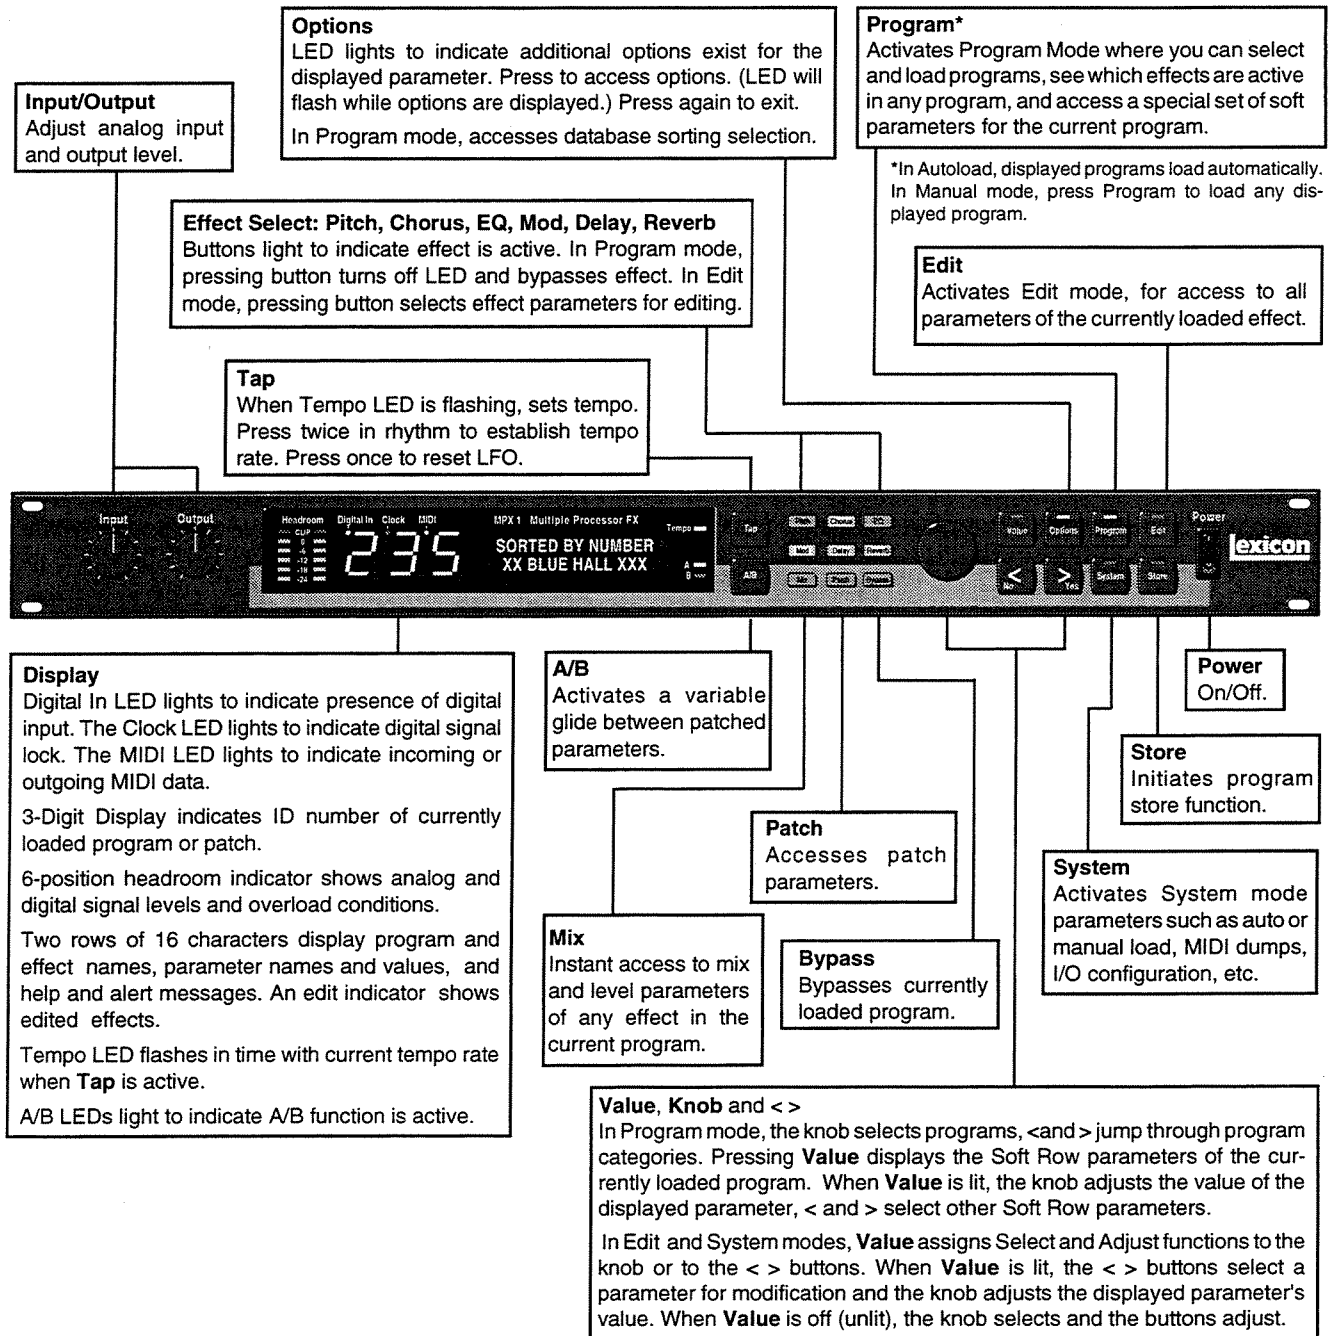 Options
LED lights to indicate additional options exist for the
displayed parameter. Press to access options. (LED will
flash while options are displayed.) Press again to exit.
In Program mode, accesses database sorting selection.
Program*
Activates Program Mode where you can select
and load programs, see which effects are active
in any program, and access a special set of soft
parameters for the current program.
*In Autoload, displayed programs load automatically.
In Manual mode, press Program to load any dis-
played program.
Input/Output
Adjust analog input
and output level.
Effect Select: Pitch, Chorus, EQ, Mod, Delay, Reverb
Buttons light to indicate effect is active. In Program mode,
pressing button turns off LED and bypasses effect. In Edit
mode, pressing button selects effect parameters for editing.
Edit
Activates Edit mode, for access to all
parameters of the currently loaded effect.
Tap
When Tempo LED is flashing, sets tempo.
Press twice in rhythm to establish tempo
rate. Press once to reset LFO.
Input
Output
Headroom
CLIP
0
-6
-12
-18
-24
Digital In Clock MIDI
235
MPX 1 Multiple Processor FX
SORTED BY NUMBER
XX BLUE HALL XXX
Tempo
A
B
Tap
A/B
Pitch Chorus EQ
Mod Delay Reverb
Mix Patch Bypass
Value Options Program Edit
< No
> Yes
System Store
Power
lexicon
Display
Digital In LED lights to indicate presence of digital
input. The Clock LED lights to indicate digital signal
lock. The MIDI LED lights to indicate incoming or
outgoing MIDI data.
3-Digit Display indicates ID number of currently
loaded program or patch.
6-position headroom indicator shows analog and
digital signal levels and overload conditions.
Two rows of 16 characters display program and
effect names, parameter names and values, and
help and alert messages. An edit indicator shows
edited effects.
Tempo LED flashes in time with current tempo rate
when Tap is active.
A/B LEDs light to indicate A/B function is active.
A/B
Activates a variable
glide between patched
parameters.
Mix
Instant access to mix
and level parameters
of any effect in the
current program.
Patch
Accesses patch
parameters.
Bypass
Bypasses currently
loaded program.
Power
On/Off.
Store
Initiates program
store function.
System
Activates System mode
parameters such as auto or
manual load, MIDI dumps,
I/O configuration, etc.
Value, Knob and < >
In Program mode, the knob selects programs, <and > jump through program
categories. Pressing Value displays the Soft Row parameters of the cur-
rently loaded program. When Value is lit, the knob adjusts the value of the
displayed parameter, < and > select other Soft Row parameters.
In Edit and System modes, Value assigns Select and Adjust functions to the
knob or to the < > buttons. When Value is lit, the < > buttons select a
parameter for modification and the knob adjusts the displayed parameter's
value. When Value is off (unlit), the knob selects and the buttons adjust.